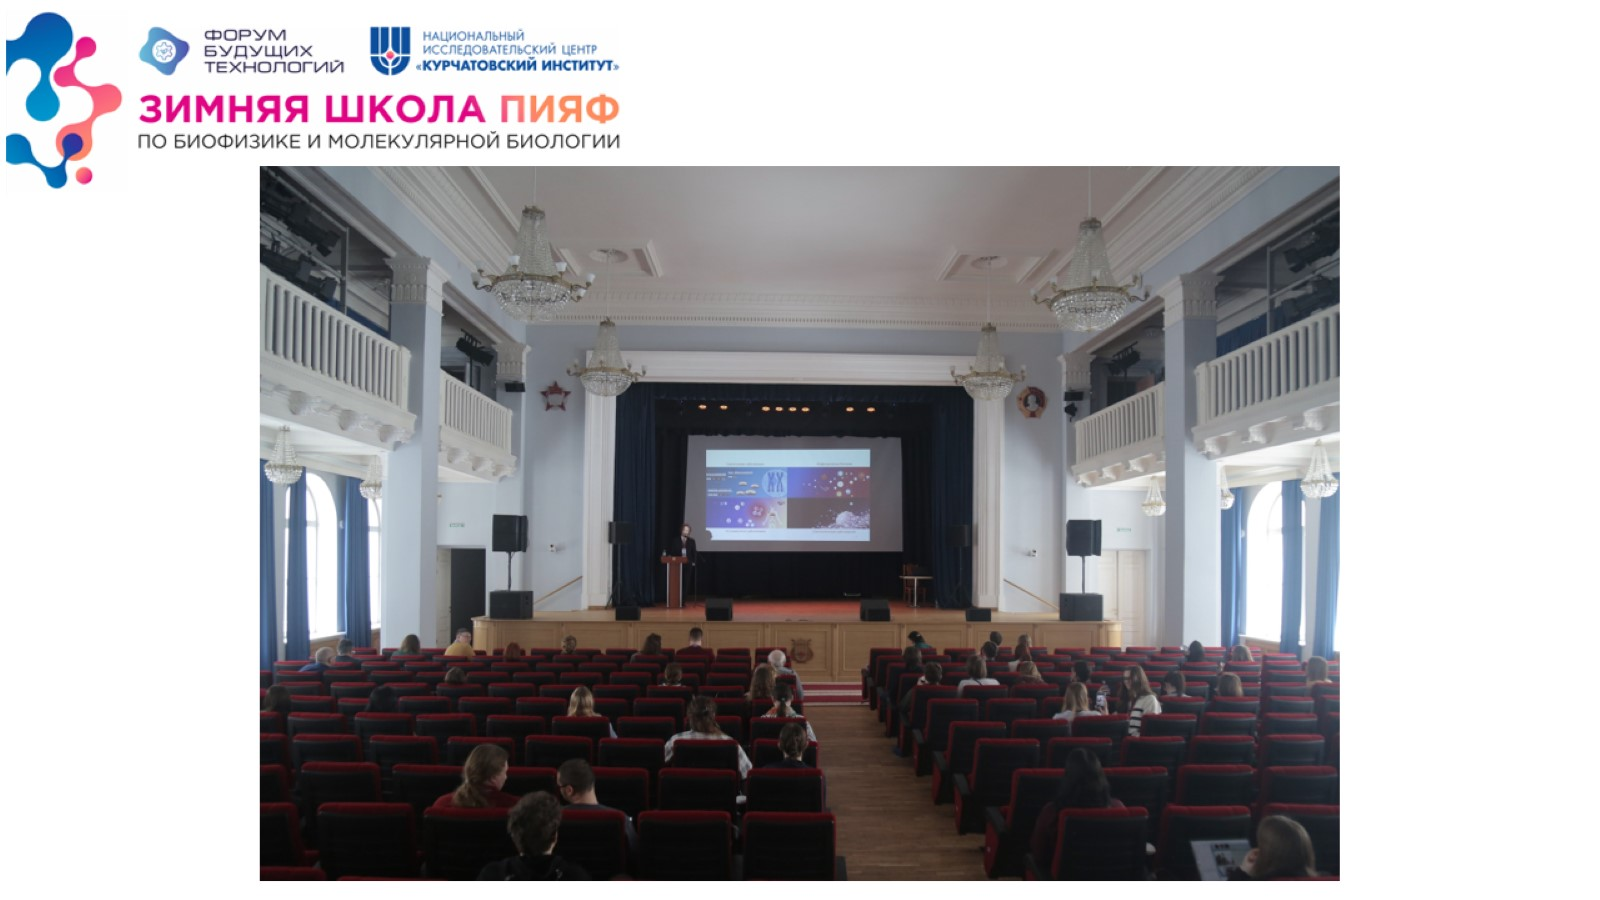 ФОРУМ
БУДУЩИХ
ТЕХНОЛОГИЙ
НАЦИОНАЛЬНЫЙ
ИССЛЕДОВАТЕЛЬСКИЙ ЦЕНТР
«КУРЧАТОВСКИЙ ИНСТИТУТ»
ЗИМНЯЯ ШКОЛА ПИЯФ
ПО БИОФИЗИКЕ И МОЛЕКУЛЯРНОЙ БИОЛОГИИ